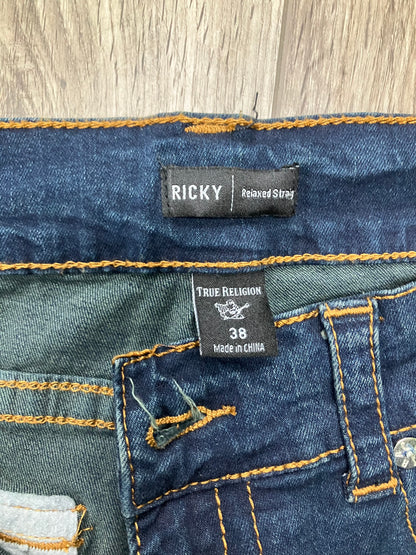 RICKY
Relaxed Straig
TRUE RELIGION
38
Made in CHINA